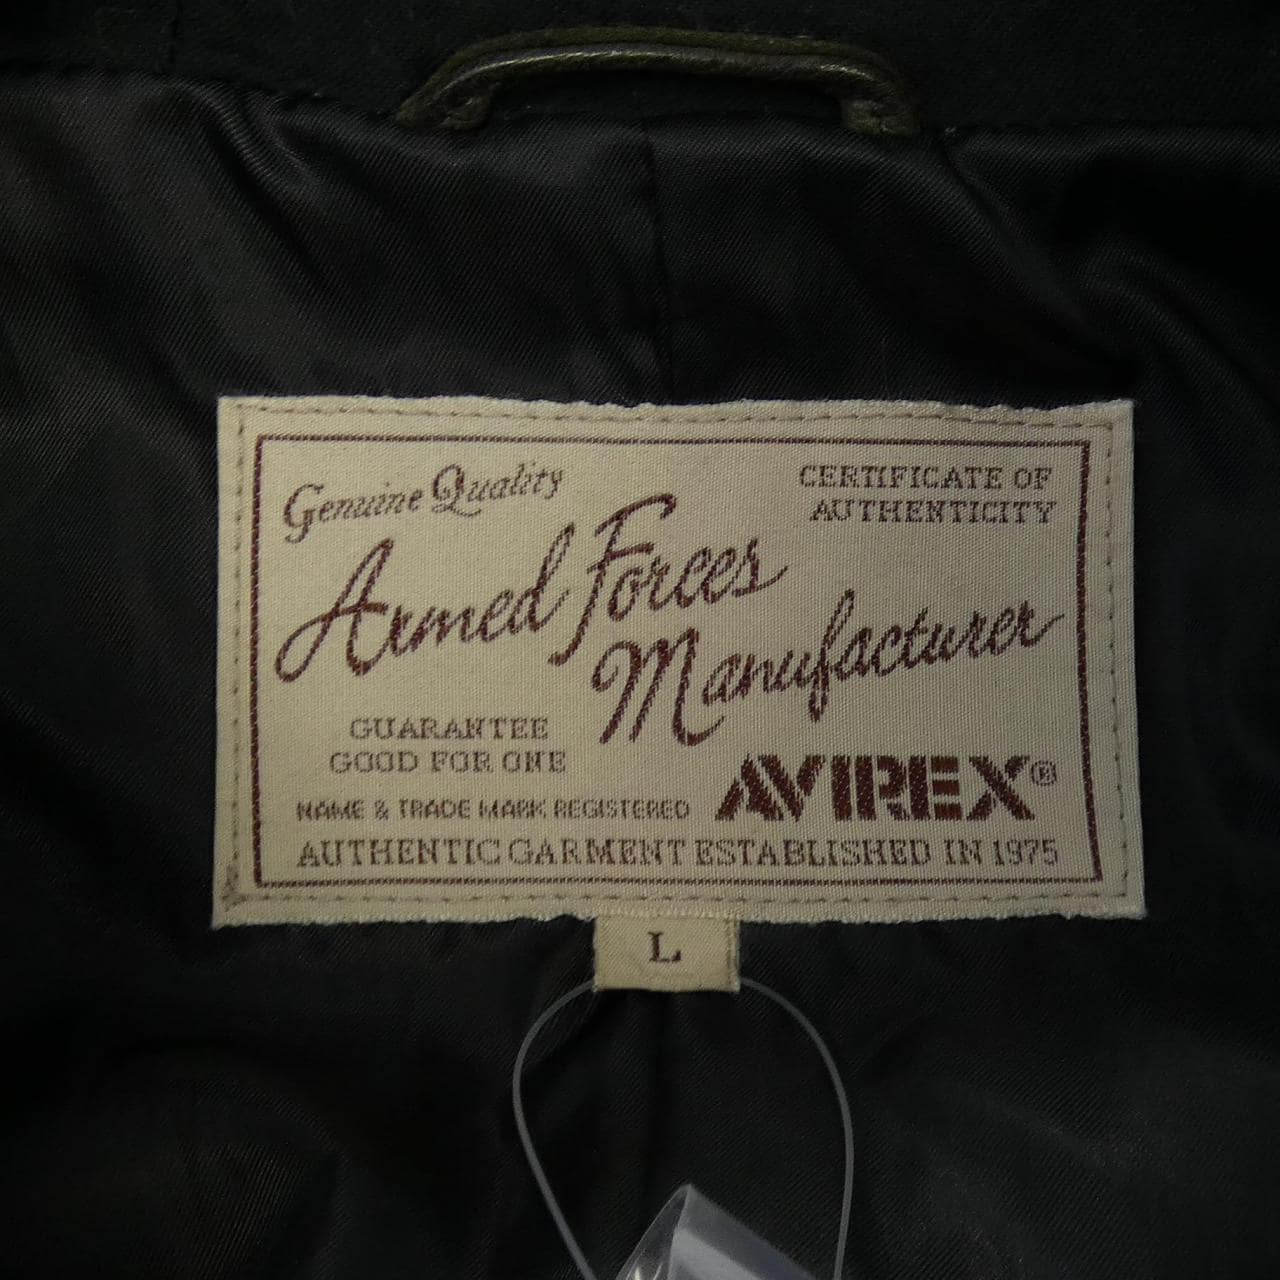 Genuine Quality
CERTIFICATE OF
AUTHENTICITY
Armed Forces
Manufacturer
GUARANTEE
GOOD FOR ONE
NAME & TRADE MARK REGISTERED
AVIREX®
AUTHENTIC GARMENT ESTABLISHED IN 1975
L